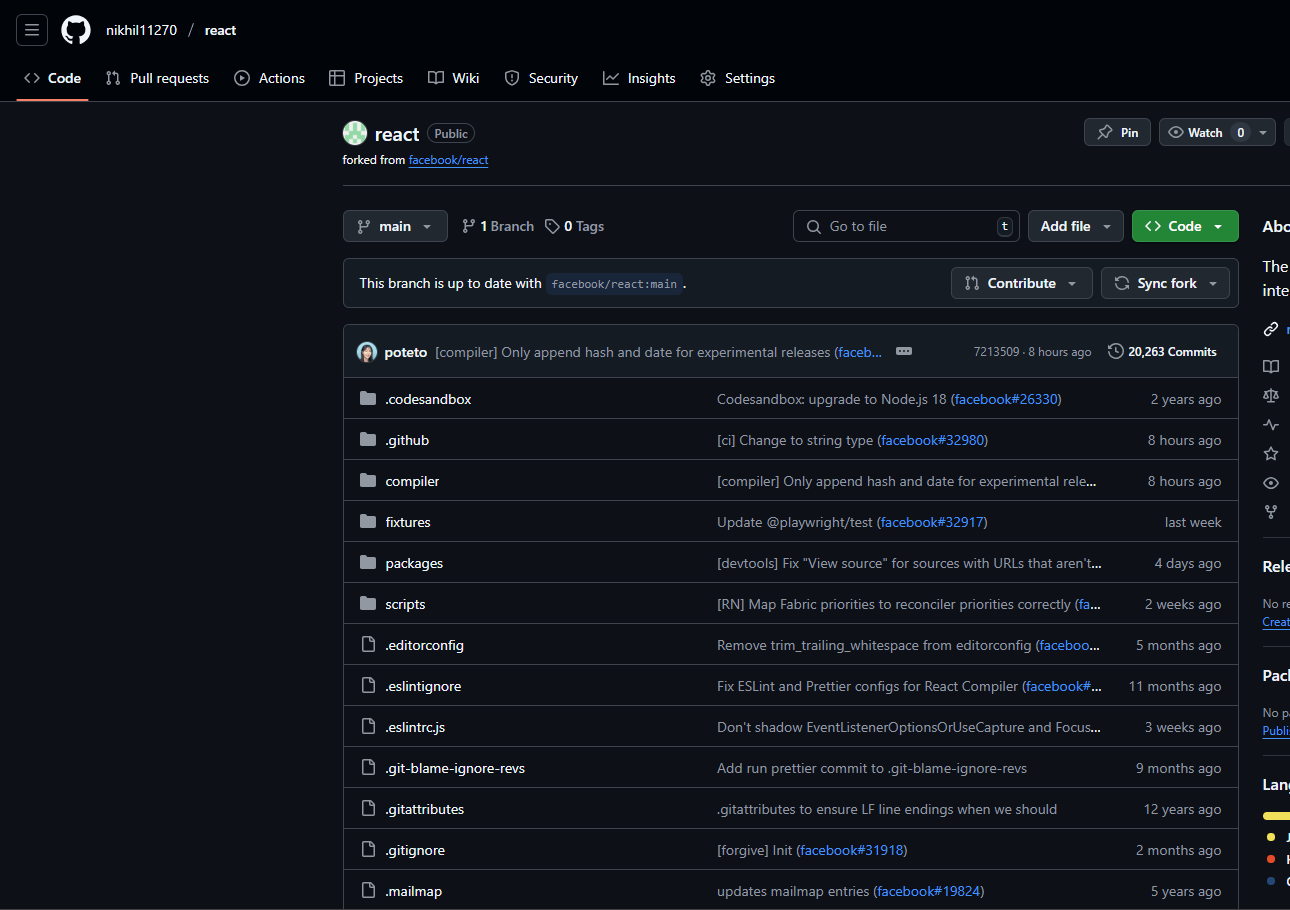 nikhil11270 / react
Code Pull requests Actions Projects Wiki Security Insights Settings
react Public Pin Watch 0
forked from facebook/react
main 1 Branch 0 Tags Go to file t Add file Code
This branch is up to date with facebook/react:main . Contribute Sync fork
poteto [compiler] Only append hash and date for experimental releases (faceb... 7213509 · 8 hours ago 20,263 Commits
.codesandbox Codesandbox: upgrade to Node.js 18 (facebook#26330) 2 years ago
.github [ci] Change to string type (facebook#32980) 8 hours ago
compiler [compiler] Only append hash and date for experimental rele... 8 hours ago
fixtures Update @playwright/test (facebook#32917) last week
packages [devtools] Fix "View source" for sources with URLs that aren't... 4 days ago
scripts [RN] Map Fabric priorities to reconciler priorities correctly (fa... 2 weeks ago
.editorconfig Remove trim_trailing_whitespace from editorconfig (faceboo... 5 months ago
.eslintignore Fix ESLint and Prettier configs for React Compiler (facebook#... 11 months ago
.eslintrc.js Don't shadow EventListenerOptionsOrUseCapture and Focus... 3 weeks ago
.git-blame-ignore-revs Add run prettier commit to .git-blame-ignore-revs 9 months ago
.gitattributes .gitattributes to ensure LF line endings when we should 12 years ago
.gitignore [forgive] Init (facebook#31918) 2 months ago
.mailmap updates mailmap entries (facebook#19824) 5 years ago
The
No
No